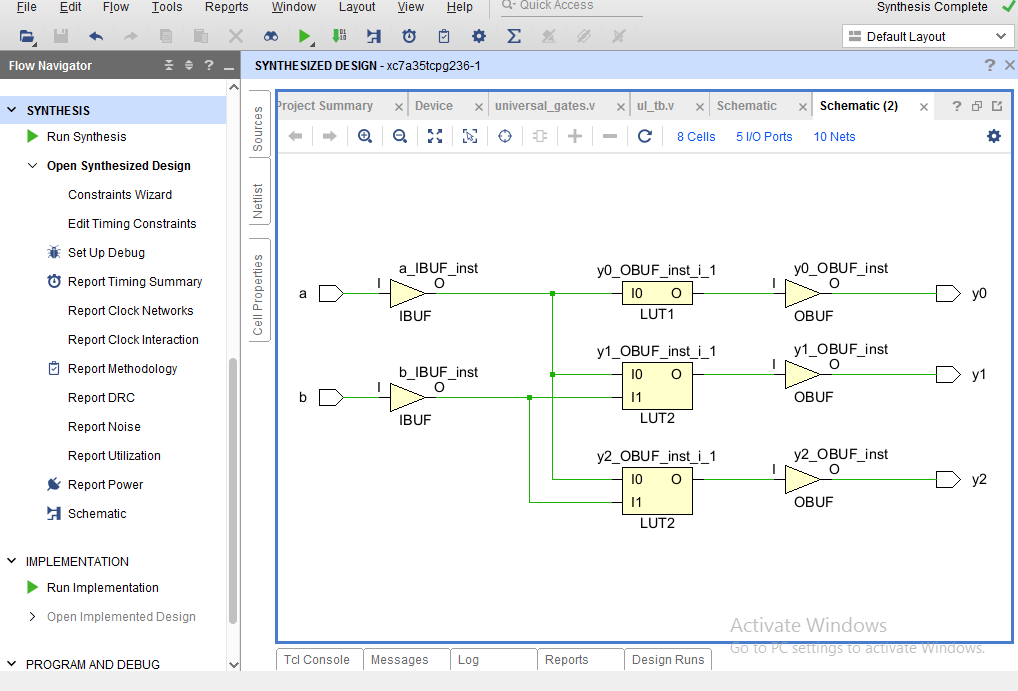 File Edit Flow Tools Reports Window Layout View Help Quick Access Synthesis Complete
Default Layout
Flow Navigator ? SYNTHESIZED DESIGN - xc7a35tcpg236-1 ?
SYNTHESIS
Run Synthesis
Open Synthesized Design
Constraints Wizard
Edit Timing Constraints
Set Up Debug
Report Timing Summary
Report Clock Networks
Report Clock Interaction
Report Methodology
Report DRC
Report Noise
Report Utilization
Report Power
Schematic
IMPLEMENTATION
Run Implementation
Open Implemented Design
PROGRAM AND DEBUG
Sources
Netlist
Cell Properties
Project Summary Device universal_gates.v ul_tb.v Schematic Schematic (2) ?
8 Cells 5 I/O Ports 10 Nets
a_IBUF_inst y0_OBUF_inst_i_1 y0_OBUF_inst
I O I O
a I0 O y0
IBUF LUT1 OBUF
y1_OBUF_inst_i_1 y1_OBUF_inst
I O
b_IBUF_inst I0 O y1
I O
b I1 OBUF
IBUF LUT2
y2_OBUF_inst_i_1 y2_OBUF_inst
I O
I0 O y2
I1 OBUF
LUT2
Activate Windows
Go to PC settings to activate Windows.
Tcl Console Messages Log Reports Design Runs